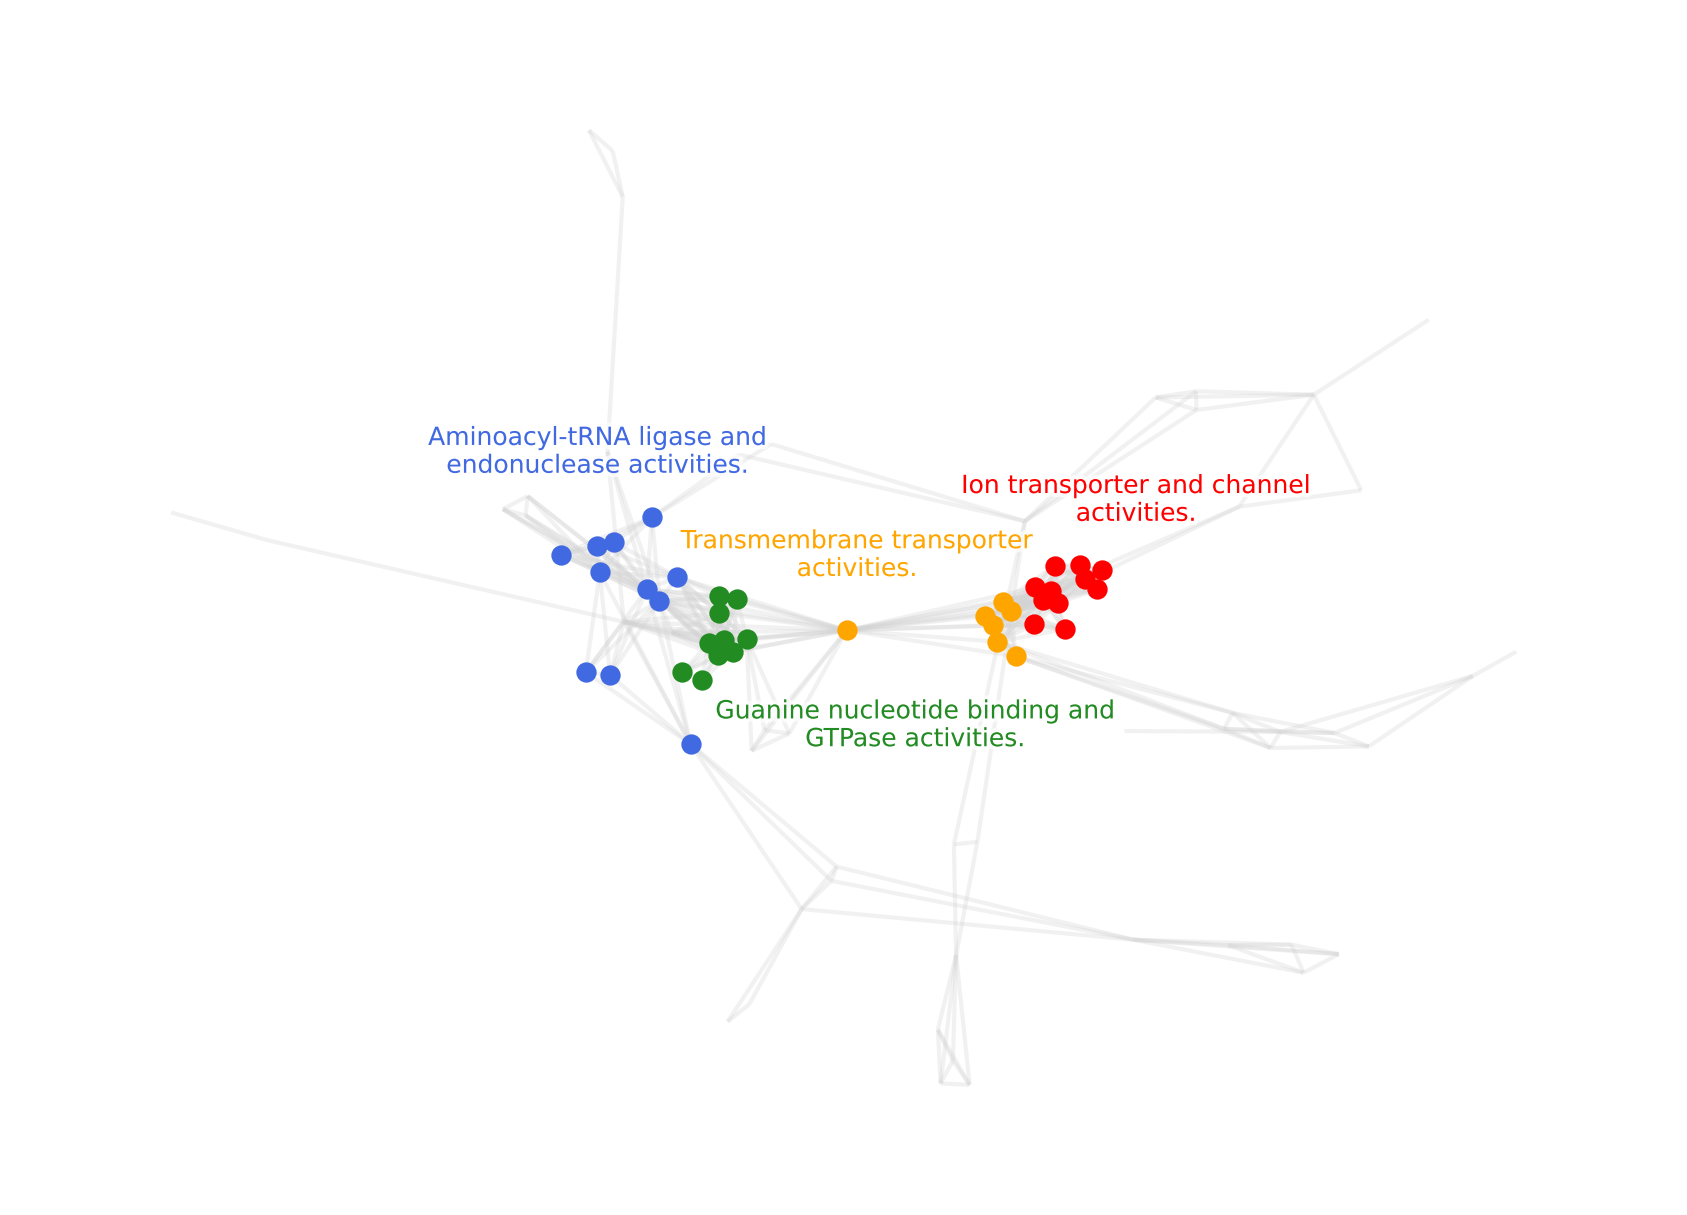 Aminoacyl-tRNA ligase and
endonuclease activities.
Ion transporter and channel
activities.
Transmembrane transporter
activities.
Guanine nucleotide binding and
GTPase activities.